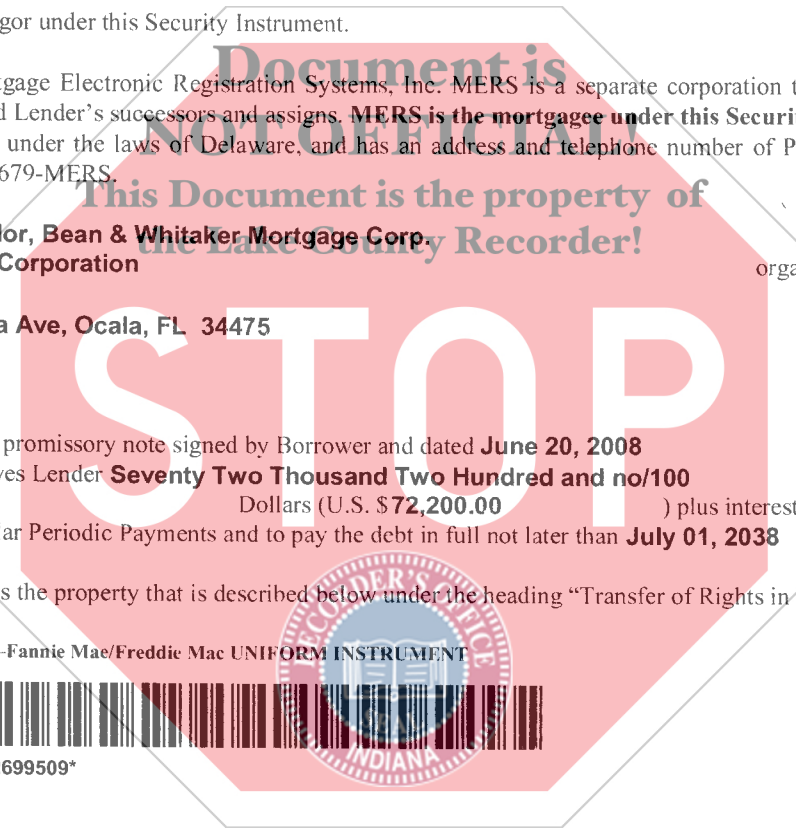 gor under this Security Instrument.
Document is
tgage Electronic Registration Systems, Inc. MERS is a separate corporation t
d Lender's successors and assigns. MERS is the mortgagee under this Securi
NOT OFFICIAL!
under the laws of Delaware, and has an address and telephone number of P
679-MERS.
This Document is the property of
lor, Bean & Whitaker Mortgage Corp.
the Lake County Recorder!
Corporation
orga
a Ave, Ocala, FL 34475
STOP
promissory note signed by Borrower and dated June 20, 2008
ves Lender Seventy Two Thousand Two Hundred and no/100
Dollars (U.S. $72,200.00 ) plus interest
ar Periodic Payments and to pay the debt in full not later than July 01, 2038
s the property that is described below under the heading “Transfer of Rights in
RECORDER'S OFFICE
-Fannie Mae/Freddie Mac UNIFORM INSTRUMENT
SEAL
INDIANA
699509*